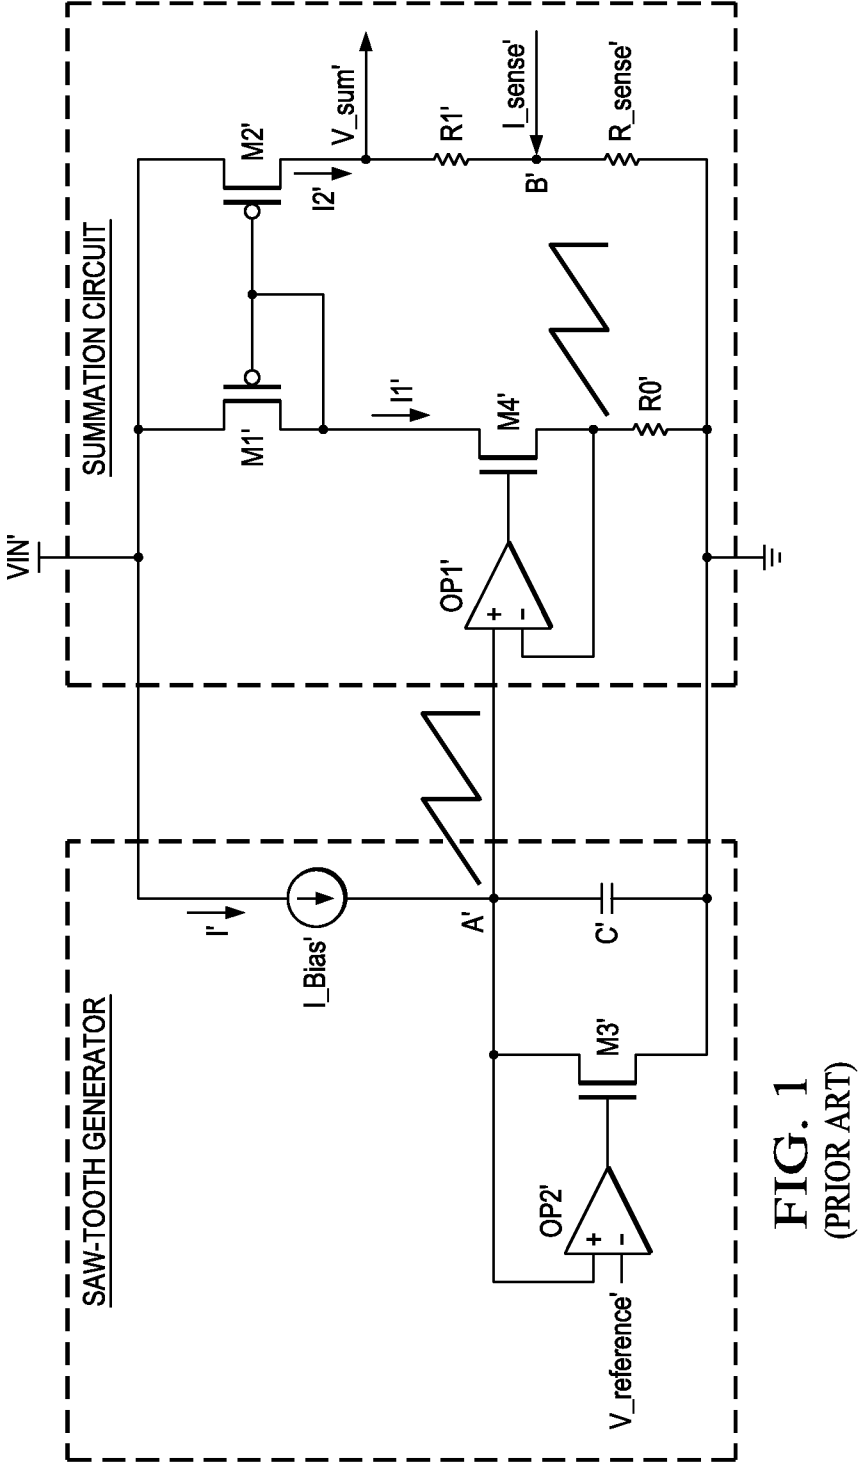 SAW-TOOTH GENERATOR
I'
I_Bias'
A'
C'
M3'
OP2'
+
-
V_reference'
VIN'
SUMMATION CIRCUIT
M1'
M2'
I1'
I2'
V_sum'
R1'
I_sense'
B'
R_sense'
M4'
OP1'
+
-
R0'
FIG. 1
(PRIOR ART)